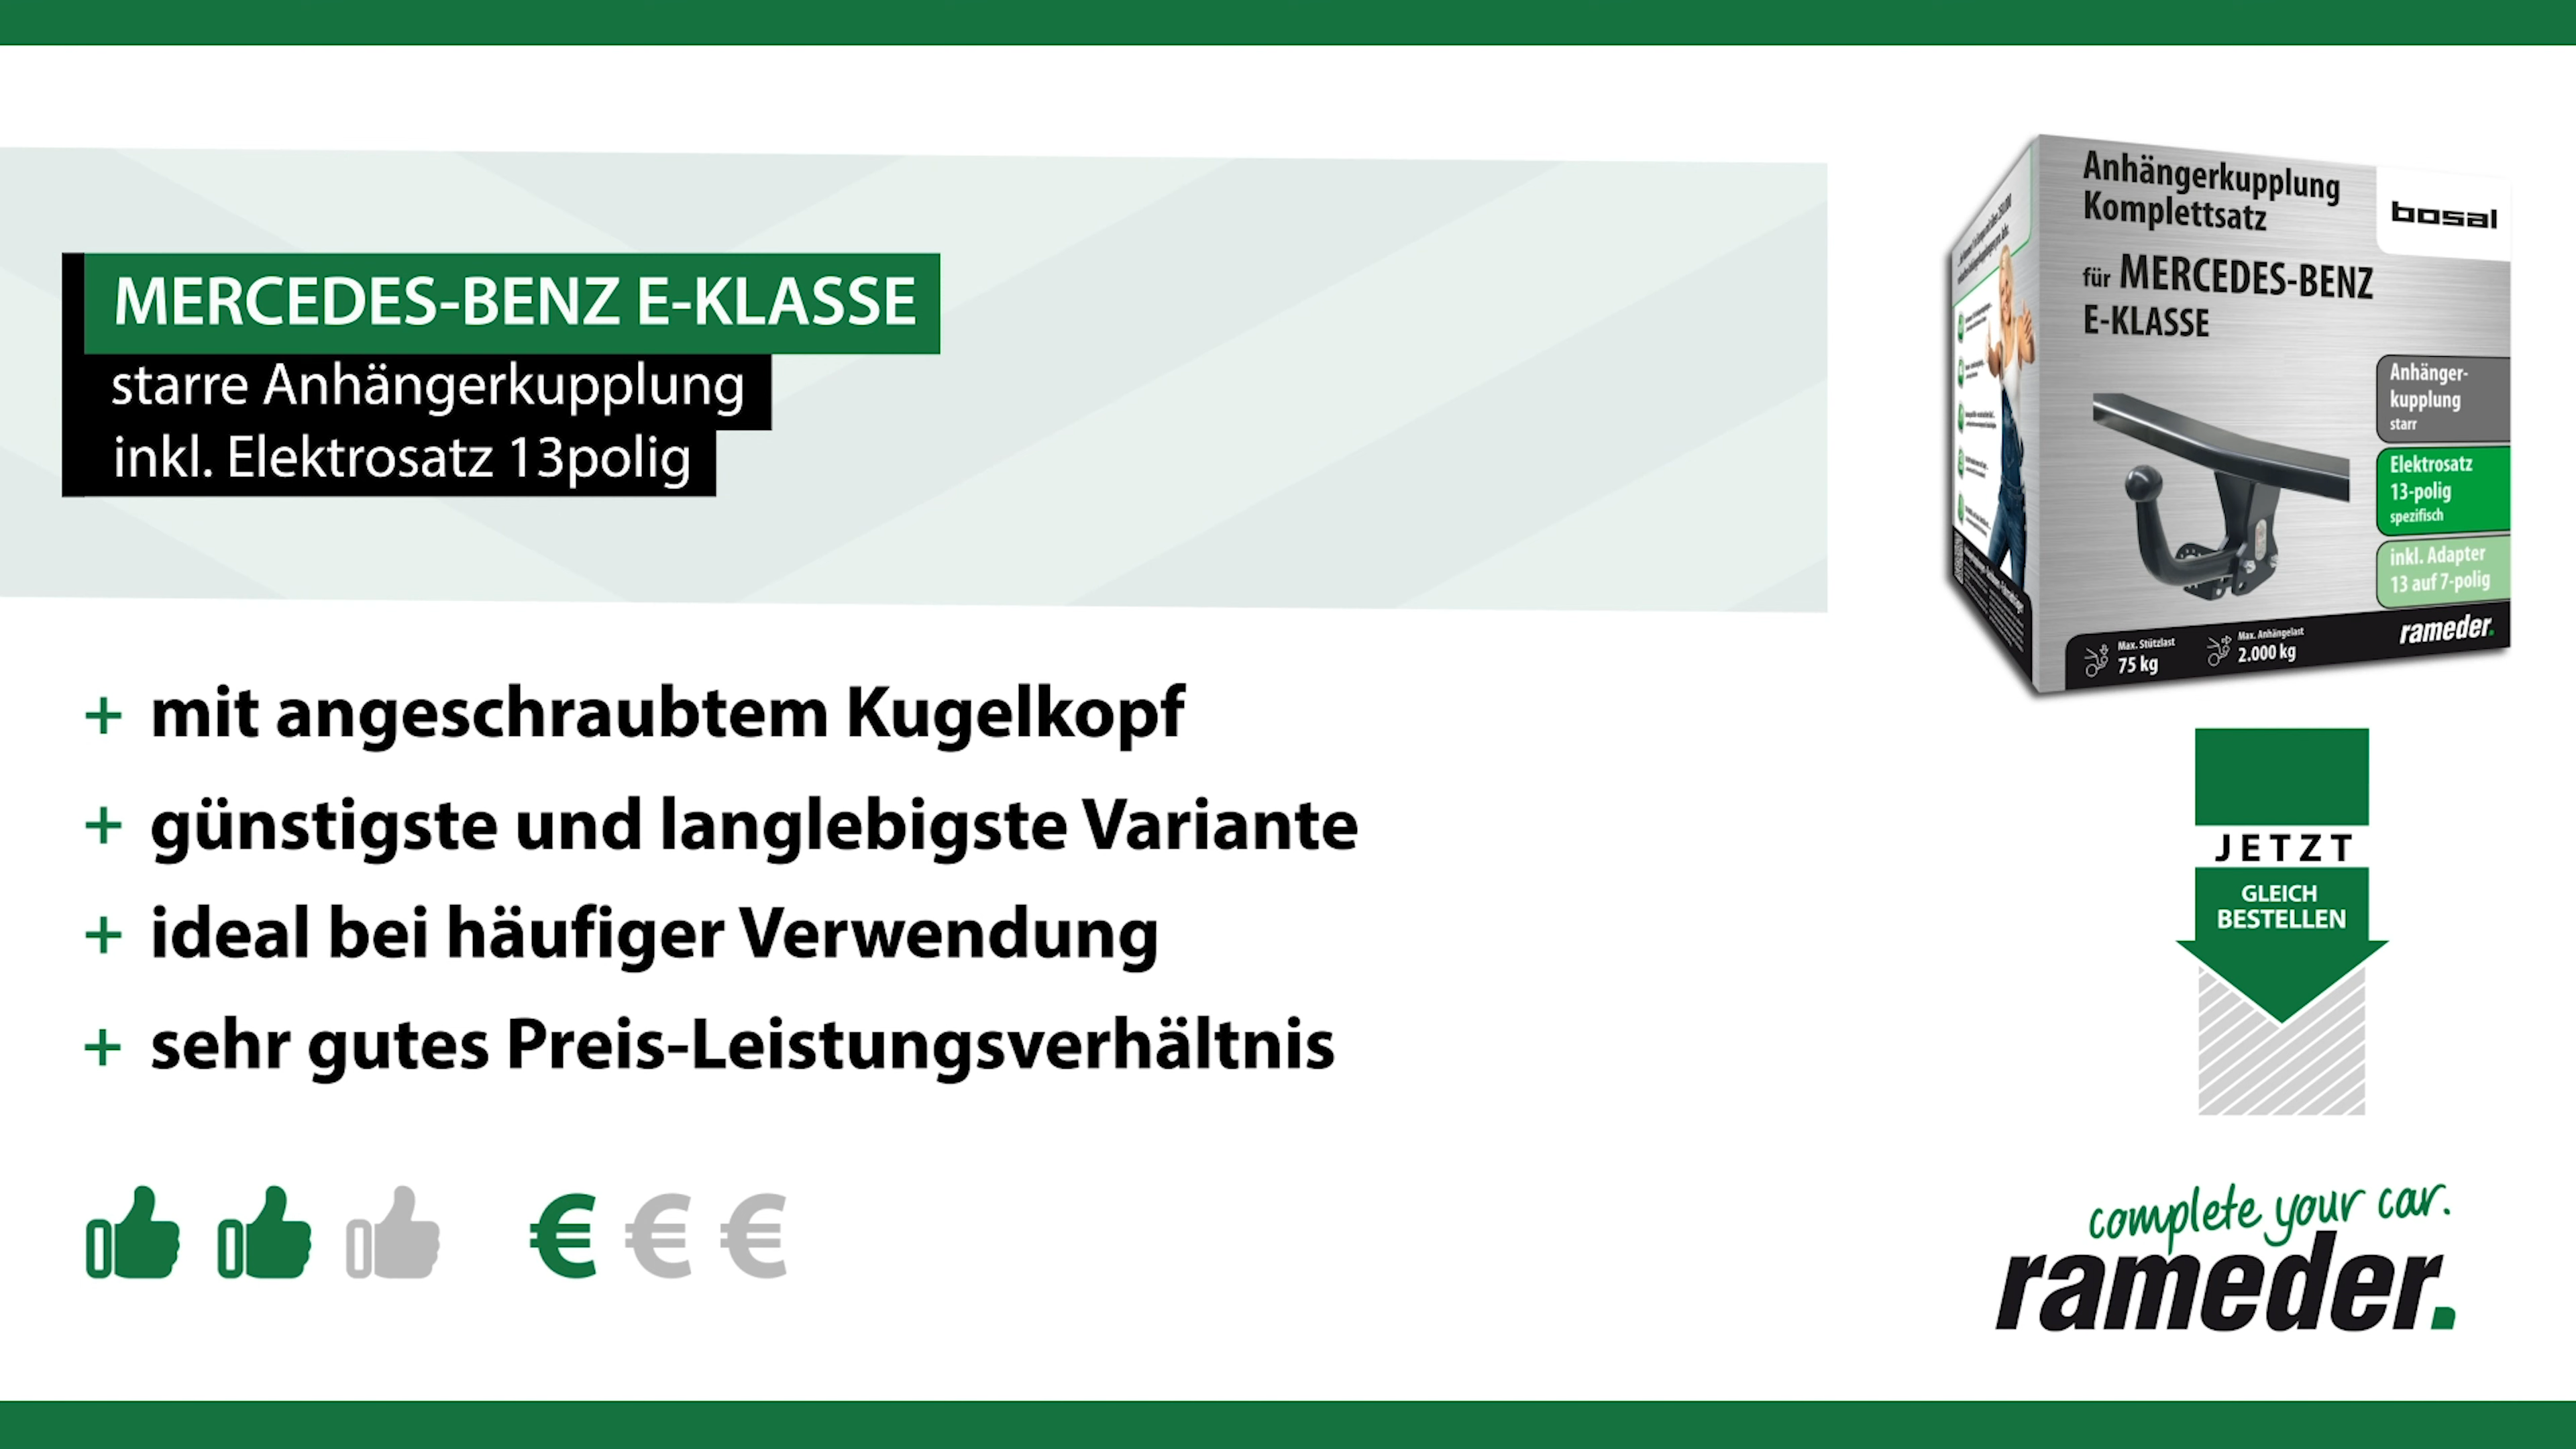 MERCEDES-BENZ E-KLASSE
starre Anhängerkupplung
inkl. Elektrosatz 13polig
+ mit angeschraubtem Kugelkopf
+ günstigste und langlebigste Variante
+ ideal bei häufiger Verwendung
+ sehr gutes Preis-Leistungsverhältnis
€ € €
Anhängerkupplung
Komplettsatz
bosal
für MERCEDES-BENZ
E-KLASSE
Anhänger-
kupplung
starr
Elektrosatz
13-polig
spezifisch
inkl. Adapter
13 auf 7-polig
Max. Stützlast
75 kg
Max. Anhängelast
2.000 kg
rameder.
JETZT
GLEICH
BESTELLEN
complete your car.
rameder.